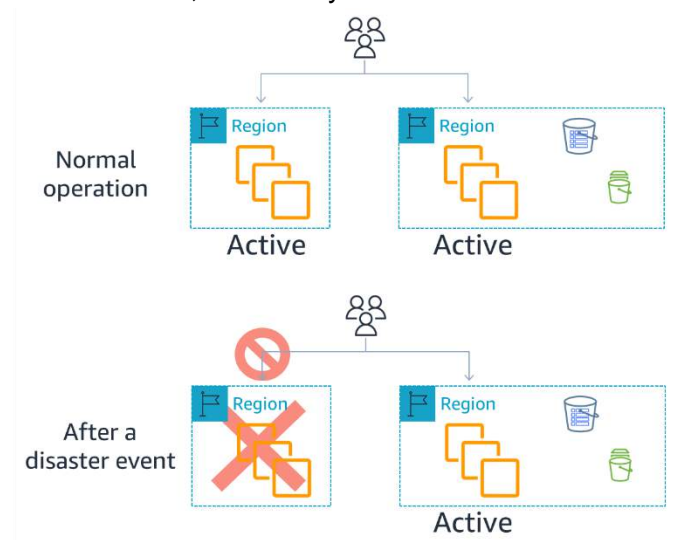 Region
Region
Normal
operation
Active
Active
Region
Region
After a
disaster event
Active